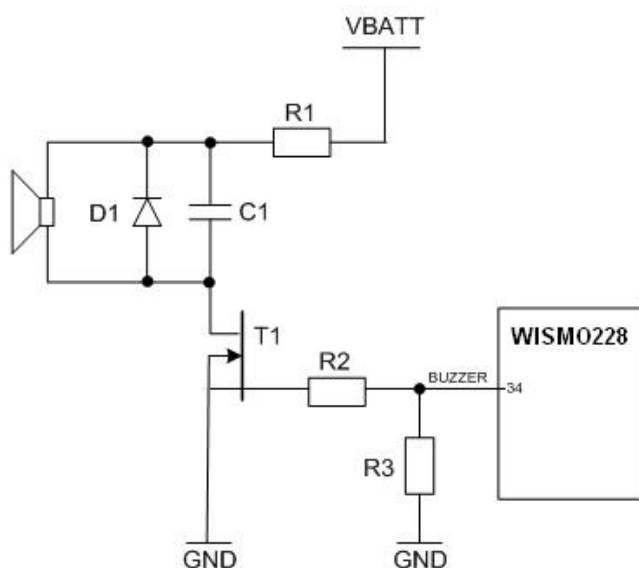 VBATT
R1
D1
C1
T1
WISMO228
R2
BUZZER
34
R3
GND
GND